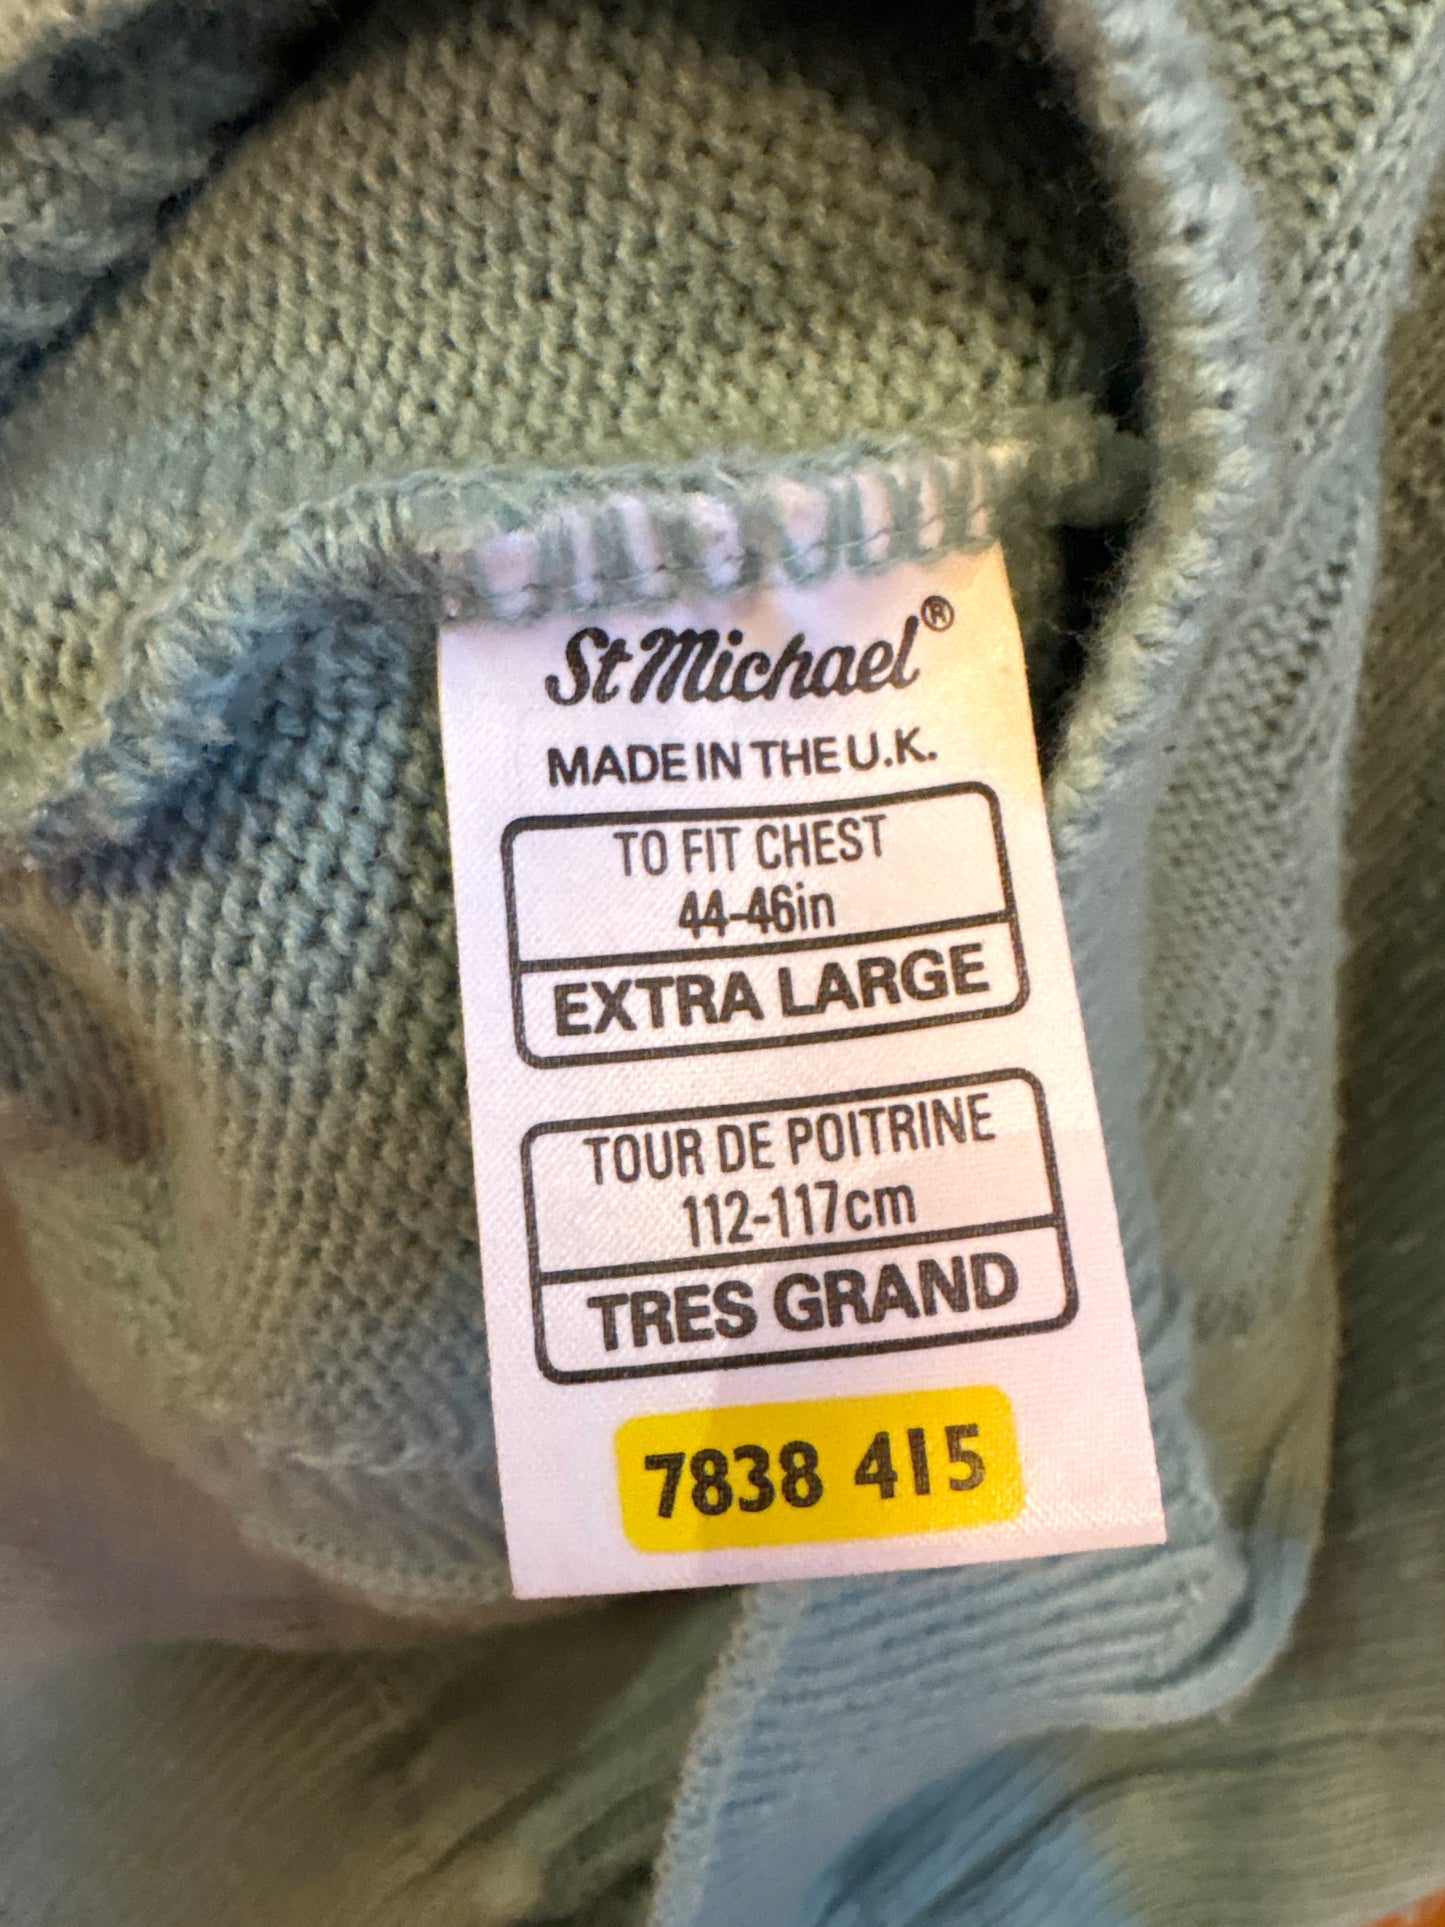 St Michael®
MADE IN THE U.K.
TO FIT CHEST
44-46in
EXTRA LARGE
TOUR DE POITRINE
112-117cm
TRES GRAND
7838 415